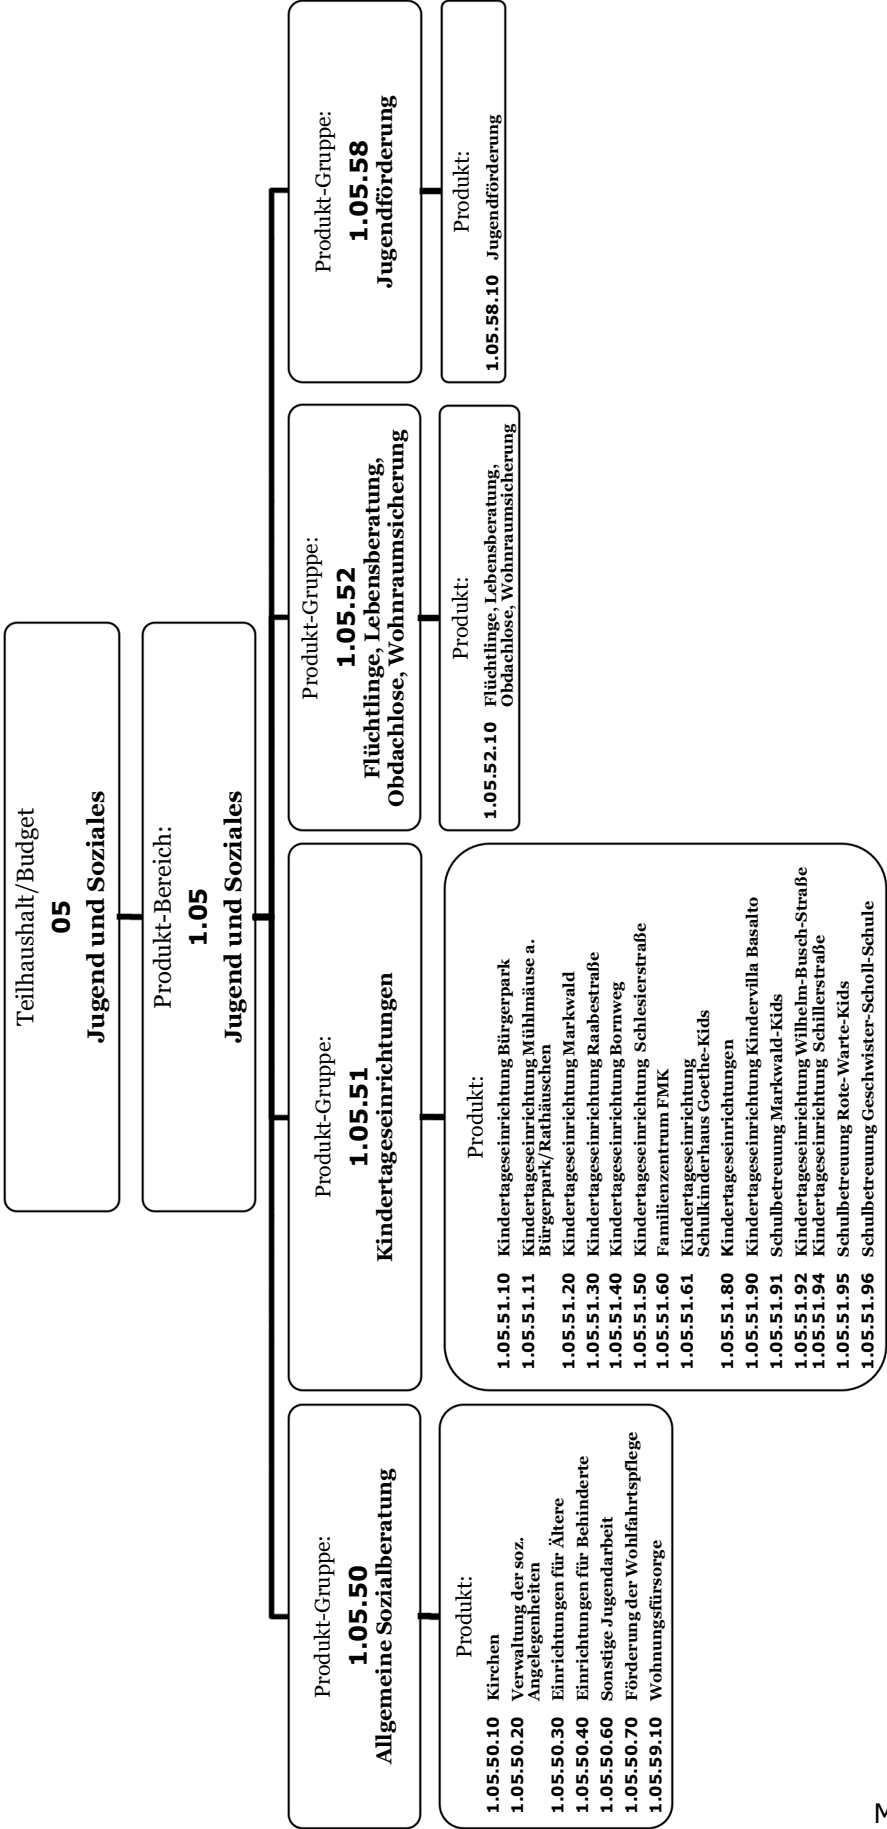 Teilhaushalt/Budget
05
Jugend und Soziales
Produkt-Bereich:
1.05
Jugend und Soziales
Produkt-Gruppe:
1.05.50
Allgemeine Sozialberatung
Produkt:
1.05.50.10 Kirchen
1.05.50.20 Verwaltung der soz.
Angelegenheiten
1.05.50.30 Einrichtungen für Ältere
1.05.50.40 Einrichtungen für Behinderte
1.05.50.60 Sonstige Jugendarbeit
1.05.50.70 Förderung der Wohlfahrtspflege
1.05.59.10 Wohnungsfürsorge
Produkt-Gruppe:
1.05.51
Kindertageseinrichtungen
Produkt:
1.05.51.10 Kindertageseinrichtung Bürgerpark
1.05.51.11 Kindertageseinrichtung Mühlmäuse a.
Bürgerpark/Rathäuschen
1.05.51.20 Kindertageseinrichtung Markwald
1.05.51.30 Kindertageseinrichtung Raabestraße
1.05.51.40 Kindertageseinrichtung Bornweg
1.05.51.50 Kindertageseinrichtung Schlesierstraße
1.05.51.60 Familienzentrum FMK
1.05.51.61 Kindertageseinrichtung
Schulkinderhaus Goethe-Kids
1.05.51.80 Kindertageseinrichtungen
1.05.51.90 Kindertageseinrichtung Kindervilla Basalto
1.05.51.91 Schulbetreuung Markwald-Kids
1.05.51.92 Kindertageseinrichtung Wilhelm-Busch-Straße
1.05.51.94 Kindertageseinrichtung Schillerstraße
1.05.51.95 Schulbetreuung Rote-Warte-Kids
1.05.51.96 Schulbetreuung Geschwister-Scholl-Schule
Produkt-Gruppe:
1.05.52
Flüchtlinge, Lebensberatung,
Obdachlose, Wohnraumsicherung
Produkt:
1.05.52.10 Flüchtlinge, Lebensberatung,
Obdachlose, Wohnraumsicherung
Produkt-Gruppe:
1.05.58
Jugendförderung
Produkt:
1.05.58.10 Jugendförderung
M